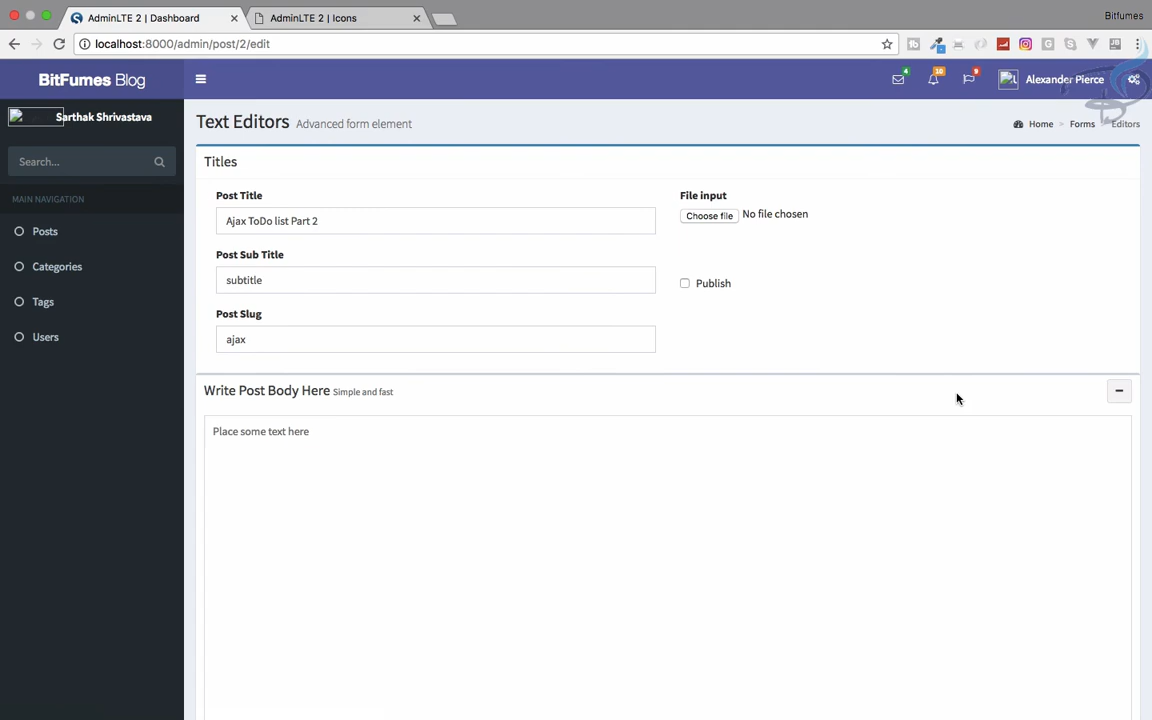 AdminLTE 2 | Dashboard
AdminLTE 2 | Icons
Bitfumes
localhost:8000/admin/post/2/edit
BitFumes Blog
4
10
9
Alexander Pierce
Sarthak Shrivastava
Text Editors Advanced form element
Home > Forms > Editors
Search...
Titles
MAIN NAVIGATION
Post Title
File input
Ajax ToDo list Part 2
Choose file No file chosen
Posts
Post Sub Title
Categories
subtitle
Publish
Tags
Post Slug
Users
ajax
Write Post Body Here Simple and fast
Place some text here